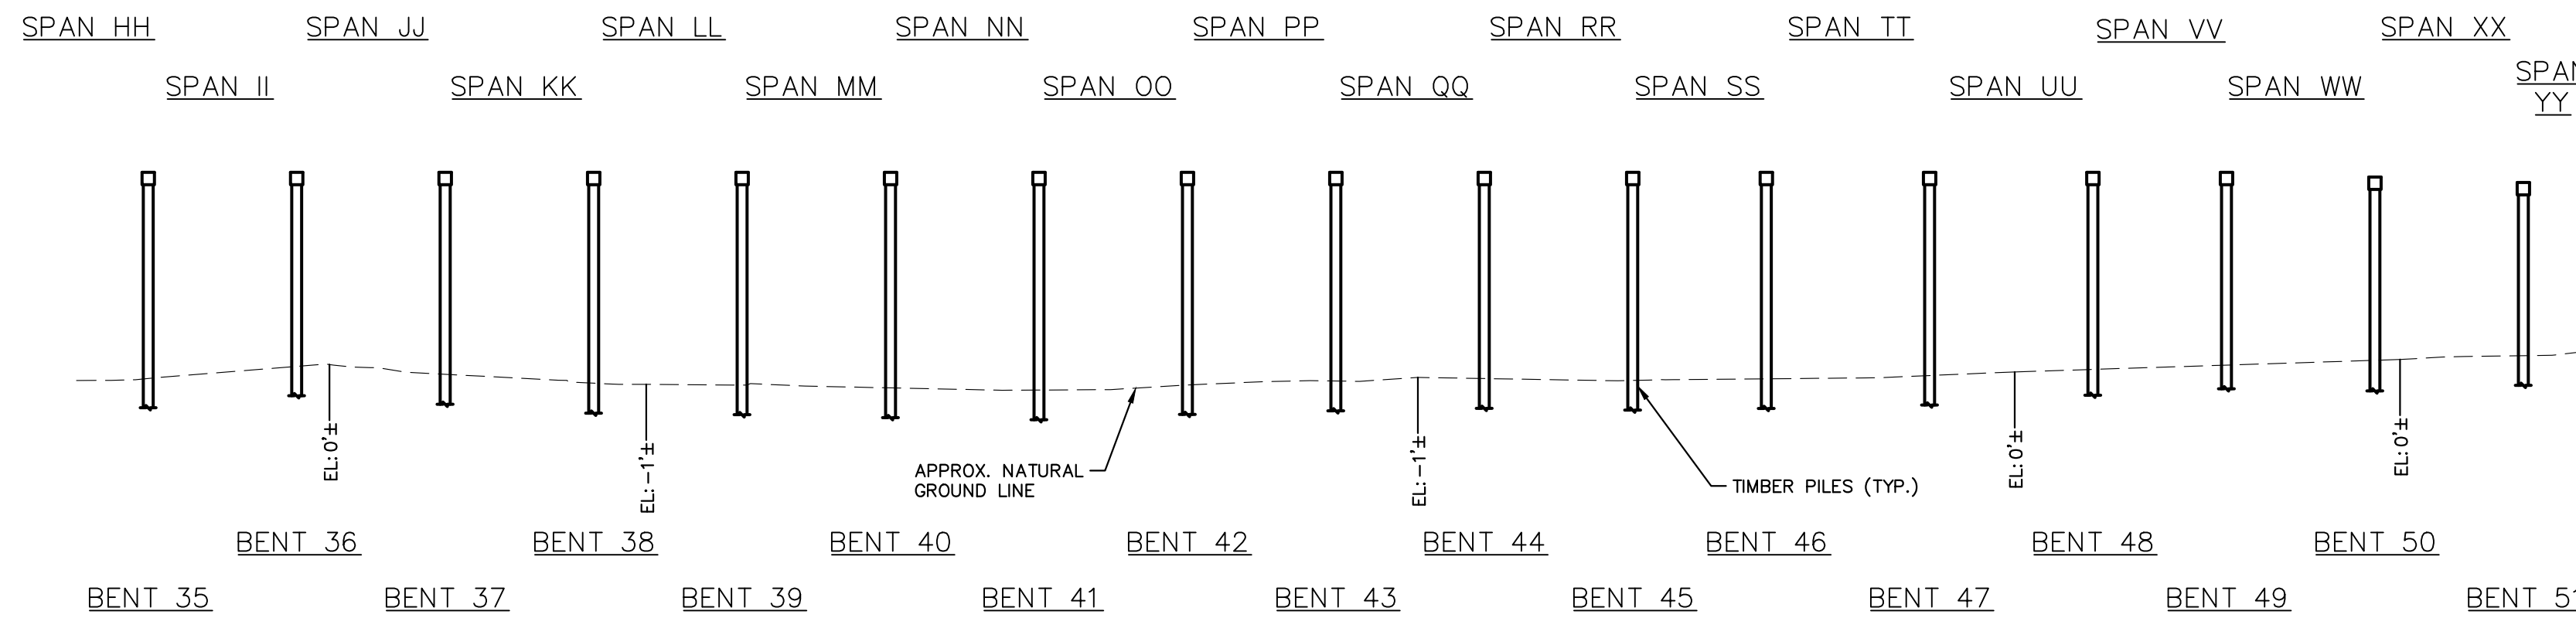 SPAN HH
SPAN JJ
SPAN LL
SPAN NN
SPAN PP
SPAN RR
SPAN TT
SPAN VV
SPAN XX
SPAN II
SPAN KK
SPAN MM
SPAN OO
SPAN QQ
SPAN SS
SPAN UU
SPAN WW
SPAN
YY
EL: 0'±
EL: -1'±
APPROX. NATURAL
GROUND LINE
EL: -1'±
TIMBER PILES (TYP.)
EL: 0'±
EL: 0'±
BENT 36
BENT 38
BENT 40
BENT 42
BENT 44
BENT 46
BENT 48
BENT 50
BENT 35
BENT 37
BENT 39
BENT 41
BENT 43
BENT 45
BENT 47
BENT 49
BENT 51